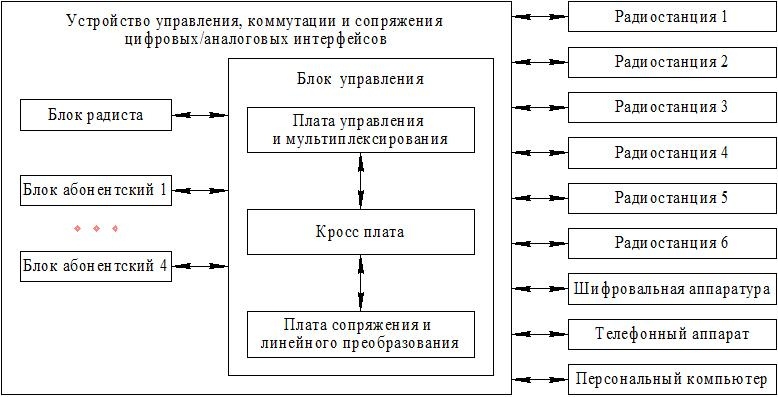 Устройство управления, коммутации и сопряжения
цифровых/аналоговых интерфейсов
Блок управления
Блок радиста
Блок абонентский 1
Блок абонентский 4
Плата управления
и мультиплексирования
Кросс плата
Плата сопряжения и
линейного преобразования
Радиостанция 1
Радиостанция 2
Радиостанция 3
Радиостанция 4
Радиостанция 5
Радиостанция 6
Шифровальная аппаратура
Телефонный аппарат
Персональный компьютер